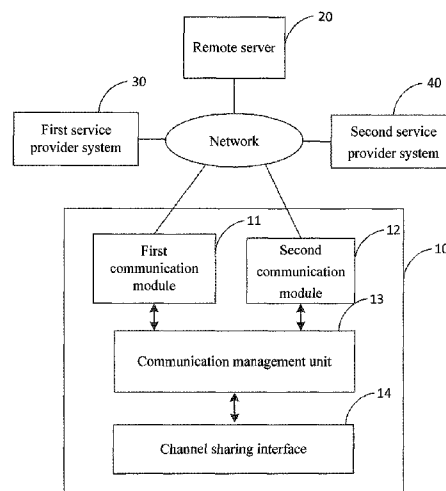 20
Remote server
30
40
First service
provider system
Network
Second service
provider system
11
12
10
First
communication
module
Second
communication
module
13
Communication management unit
14
Channel sharing interface